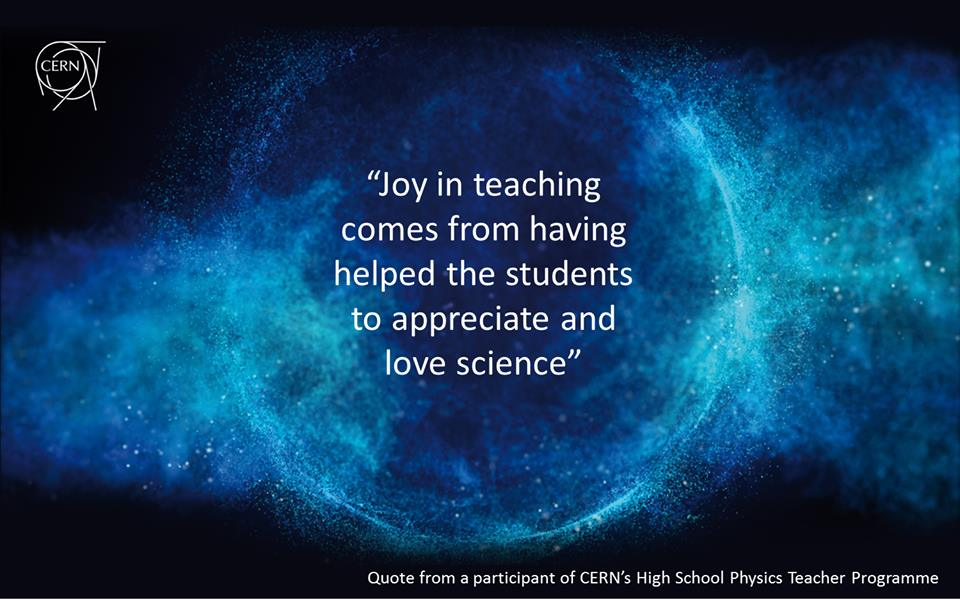 CERN
“Joy in teaching
comes from having
helped the students
to appreciate and
love science”
Quote from a participant of CERN’s High School Physics Teacher Programme